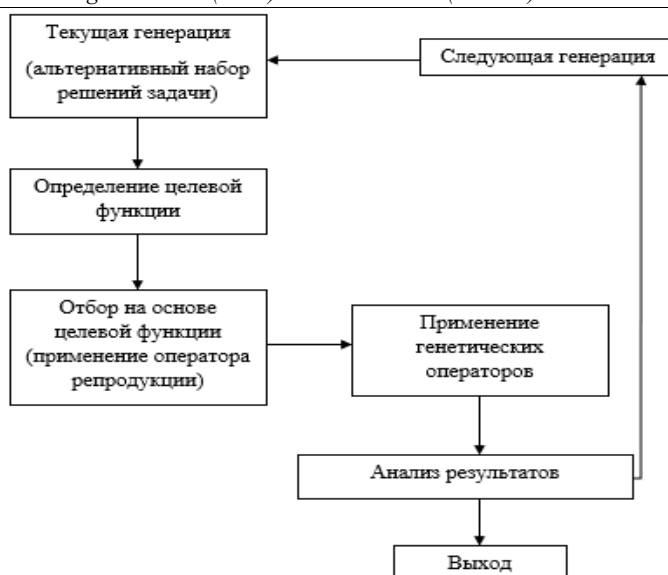 Текущая генерация
(альтернативный набор
решений задачи)
Следующая генерация
Определение целевой
функции
Отбор на основе
целевой функции
(применение оператора
репродукции)
Применение
генетических
операторов
Анализ результатов
Выход